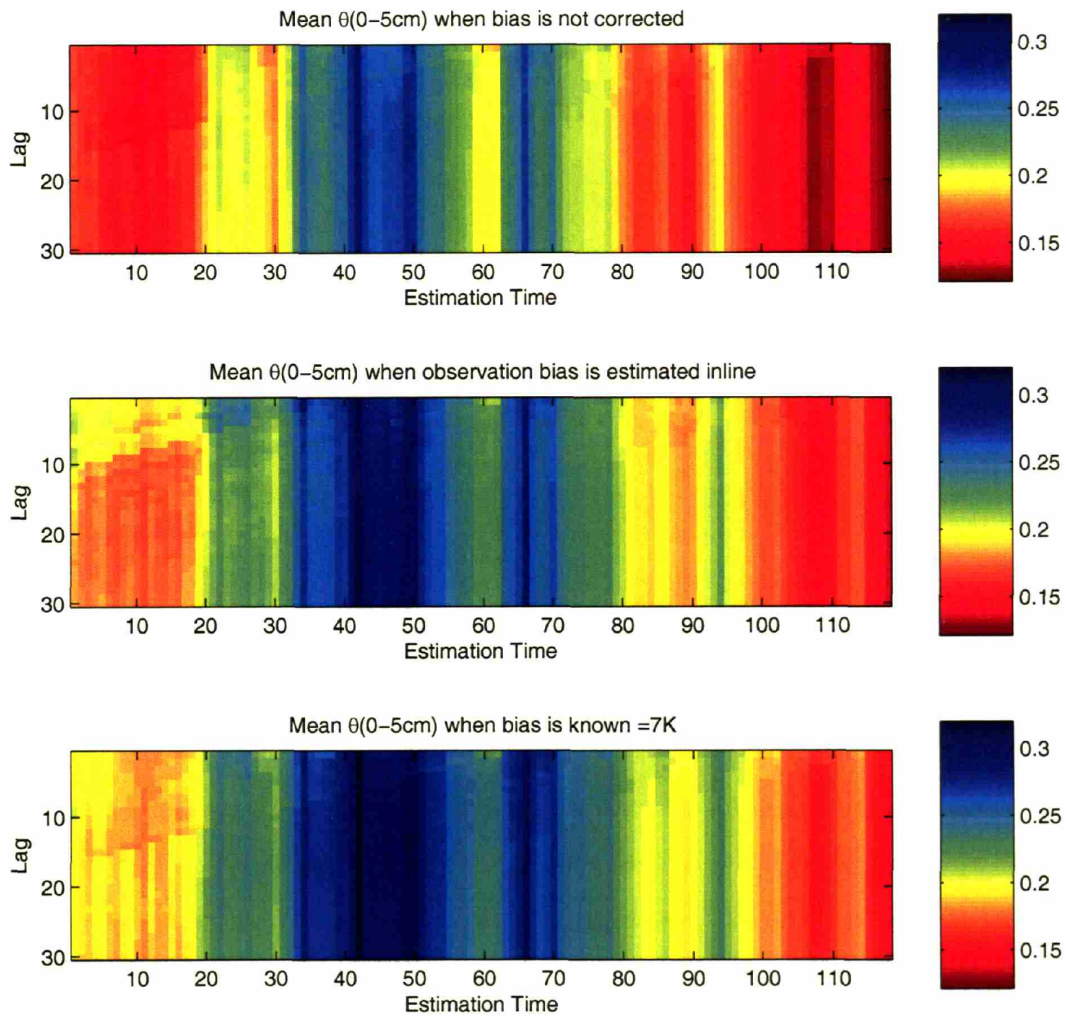 Mean θ(0−5cm) when bias is not corrected
Lag
10
20
30
10 20 30 40 50 60 70 80 90 100 110
Estimation Time
0.3
0.25
0.2
0.15
Mean θ(0−5cm) when observation bias is estimated inline
Lag
10
20
30
10 20 30 40 50 60 70 80 90 100 110
Estimation Time
0.3
0.25
0.2
0.15
Mean θ(0−5cm) when bias is known =7K
Lag
10
20
30
10 20 30 40 50 60 70 80 90 100 110
Estimation Time
0.3
0.25
0.2
0.15